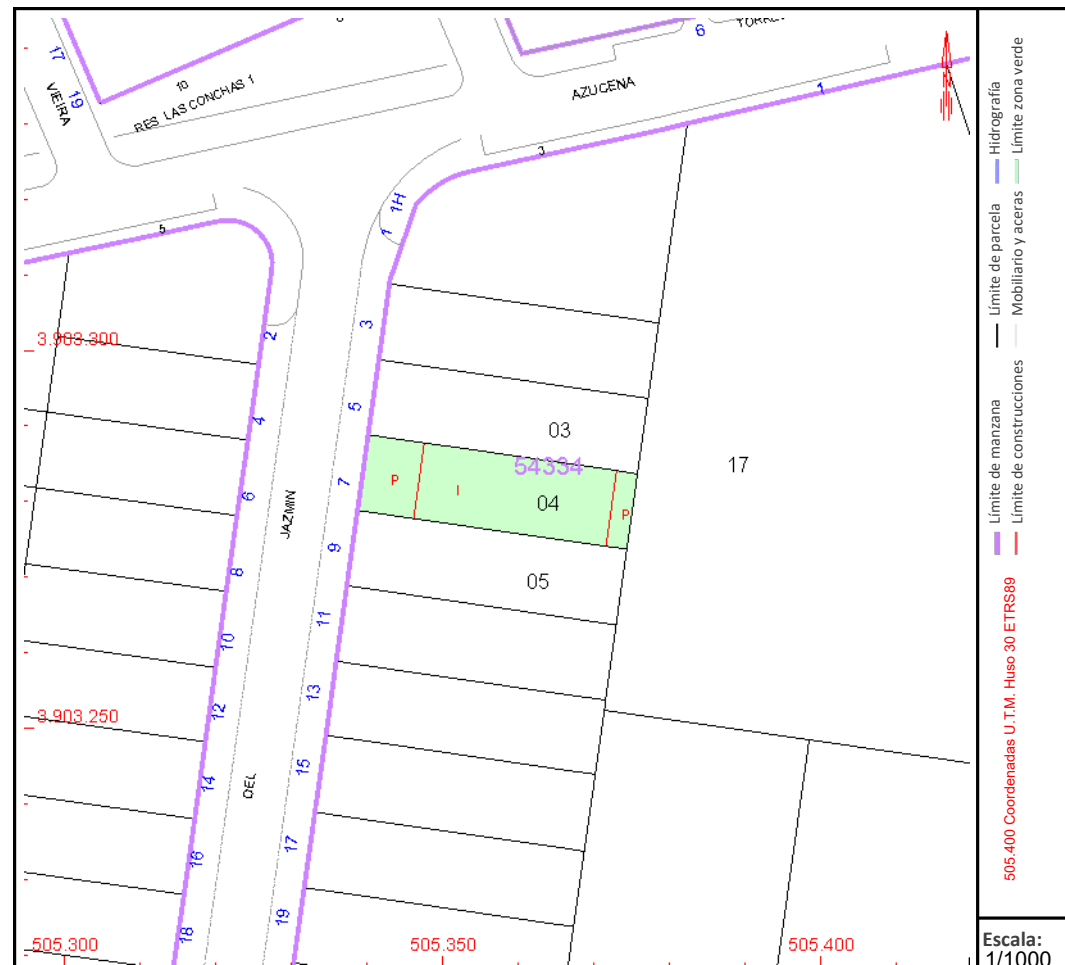 17
19
VIEIRA
10
RES LAS CONCHAS 1
6
AZUCENA
1
3
5
1H
1
2
3
3.903.300
4
5
03
54334
17
P
I
04
P
6
7
JAZMIN
9
8
05
11
10
13
12
3.903.250
15
14
DEL
17
16
19
18
505.300
505.350
505.400
Límite de manzana
Límite de parcela
Hidrografía
Límite de construcciones
Mobiliario y aceras
Límite zona verde
505.400 Coordenadas U.T.M. Huso 30 ETRS89
Escala:
1/1000